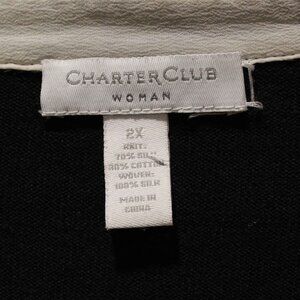 CHARTER CLUB
WOMAN
2X
KNIT:
70% SILK
30% COTTON
WOVEN:
100% SILK
MADE IN
CHINA